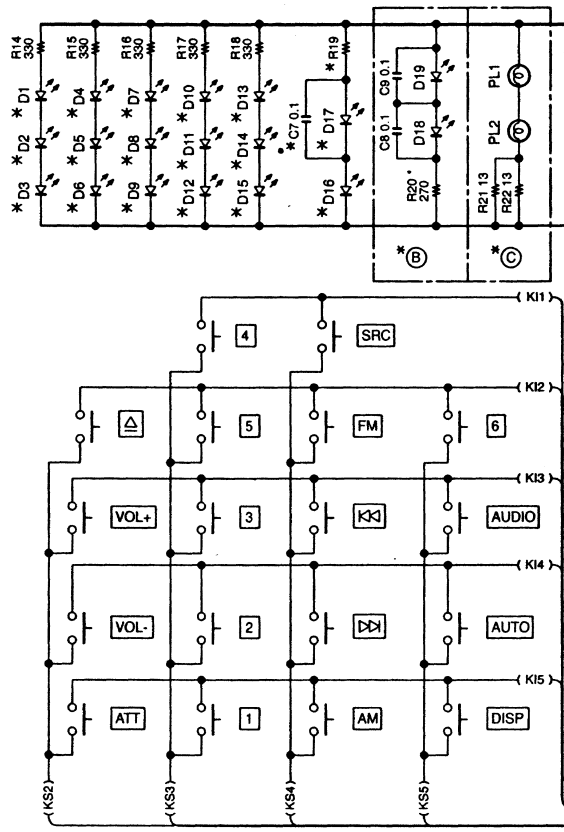 R14 330
R15 330
R16 330
R17 330
R18 330
* R19
* D1
D4
* D7
D10
* D13
* C7 0.1
* D17
C9 0.1
D19
PL1
* D2
* D5
* D8
* D11
* D14
C8 0.1
D18
PL2
* D3
* D6
* D9
* D12
* D15
* D16
R20 * 270
R21 13
R22 13
* B
* C
4
SRC
KI1
5
FM
6
KI2
VOL+
3
AUDIO
KI3
VOL-
2
AUTO
KI4
ATT
1
AM
DISP
KI5
KS2
KS3
KS4
KS5